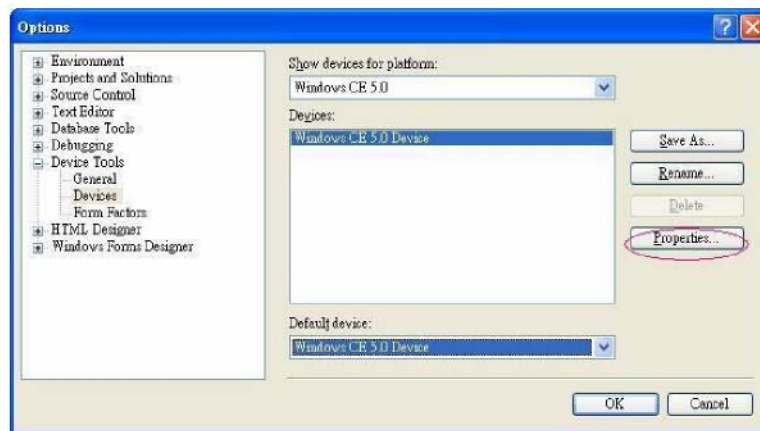 Options
Environment
Projects and Solutions
Source Control
Text Editor
Database Tools
Debugging
Device Tools
General
Devices
Form Factors
HTML Designer
Windows Forms Designer
Show devices for platform:
Windows CE 5.0
Devices:
Windows CE 5.0 Device
Save As...
Rename...
Delete
Properties...
Default device:
Windows CE 5.0 Device
OK
Cancel